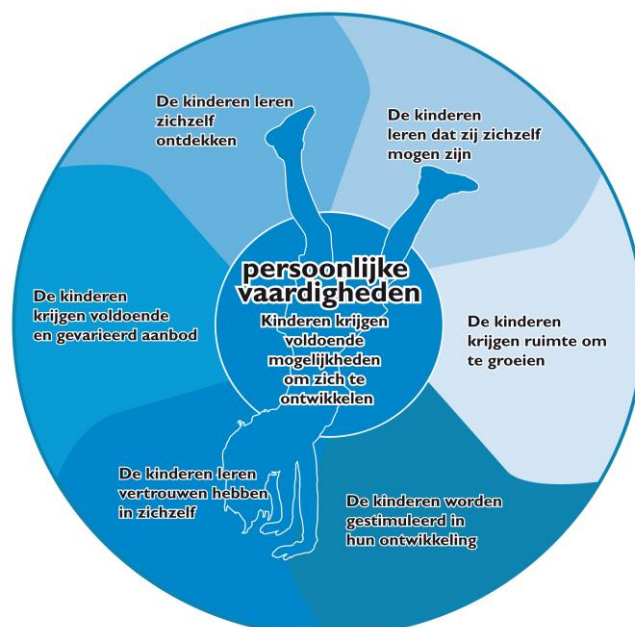 De kinderen leren
zichzelf
ontdekken
De kinderen
leren dat zij zichzelf
mogen zijn
persoonlijke
vaardigheden
Kinderen krijgen
voldoende
mogelijkheden
om zich te
ontwikkelen
De kinderen
krijgen voldoende
en gevarieerd aanbod
De kinderen
krijgen ruimte om
te groeien
De kinderen leren
vertrouwen hebben
in zichzelf
De kinderen worden
gestimuleerd in
hun ontwikkeling